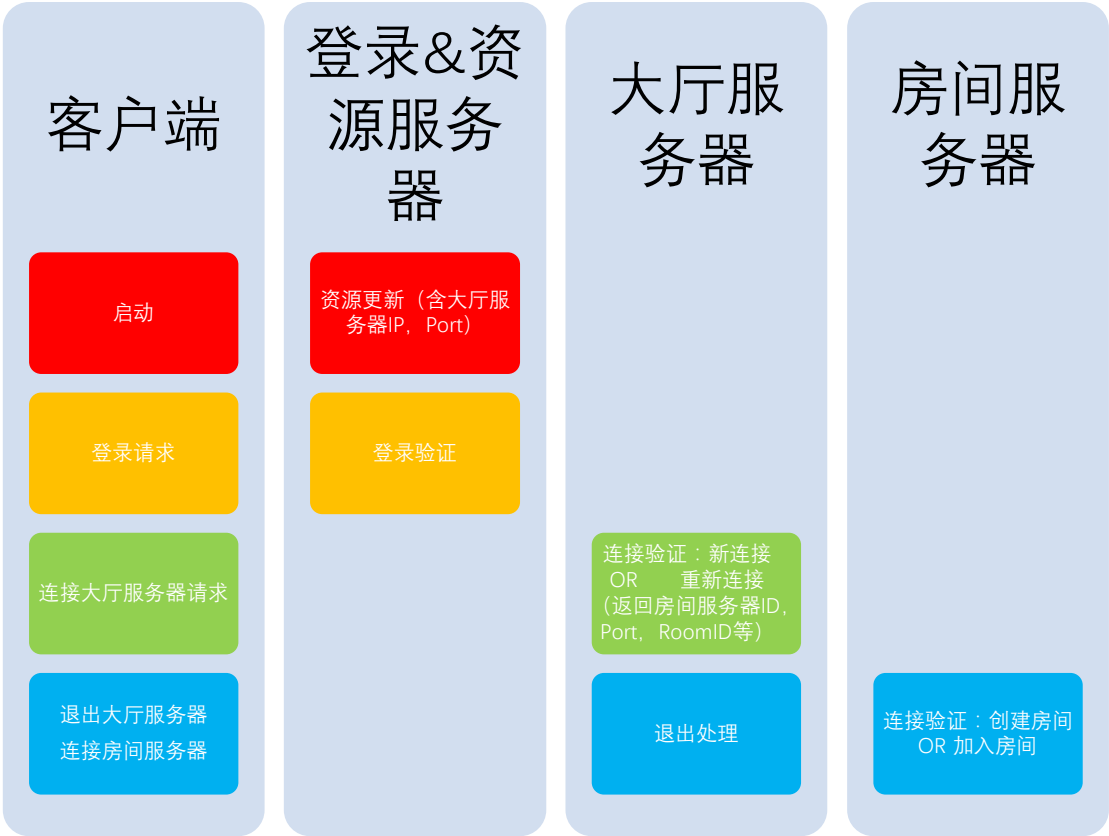 客户端
登录&资
源服务
器
大厅服
务器
房间服
务器
启动
资源更新（含大厅服
务器IP，Port）
登录请求
登录验证
连接大厅服务器请求
连接验证：新连接
OR 重新连接
（返回房间服务器ID，
Port，RoomID等）
退出大厅服务器
连接房间服务器
退出处理
连接验证：创建房间
OR 加入房间